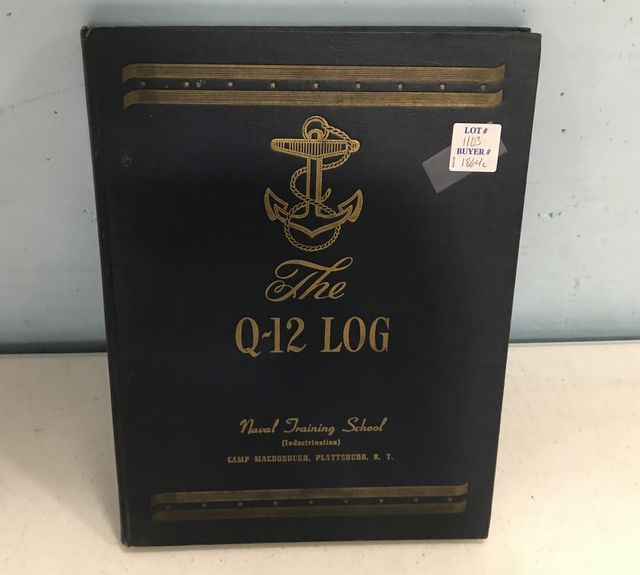 LOT #
1103
BUYER #
The
Q-12 LOG
Naval Training School
(Indoctrination)
CAMP MACDONOUGH, PLATTSBURG, N. Y.